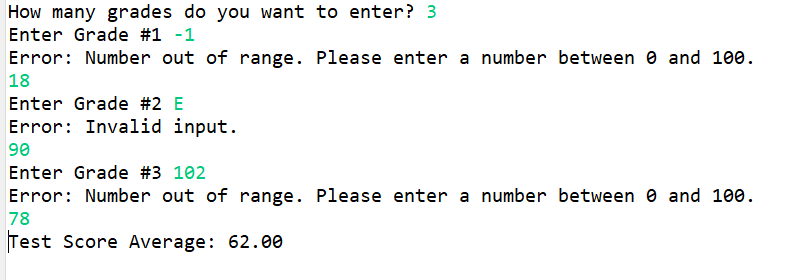 How many grades do you want to enter? 3
Enter Grade #1 -1
Error: Number out of range. Please enter a number between 0 and 100.
18
Enter Grade #2 E
Error: Invalid input.
90
Enter Grade #3 102
Error: Number out of range. Please enter a number between 0 and 100.
78
Test Score Average: 62.00